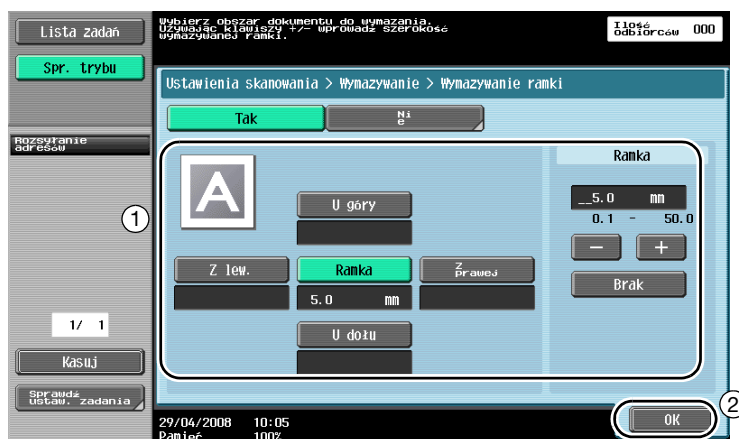 Lista zadań
Spr. trybu
Rozsyłanie
adresów
1/ 1
Kasuj
Sprawdź
ustaw. zadania
Wybierz obszar dokumentu do wymazania.
Używając klawiszy +/- wprowadź szerokość
wymazywanej ramki.
Ilość
odbiorców 000
Ustawienia skanowania > Wymazywanie > Wymazywanie ramki
Tak
Ni
e
1
A
U góry
Z lew.
Ramka
Z
prawej
5.0 mm
U dołu
Ramka
__5.0 mm
0.1 - 50.0
− +
Brak
2
OK
29/04/2008 10:05
Pamięć 100%